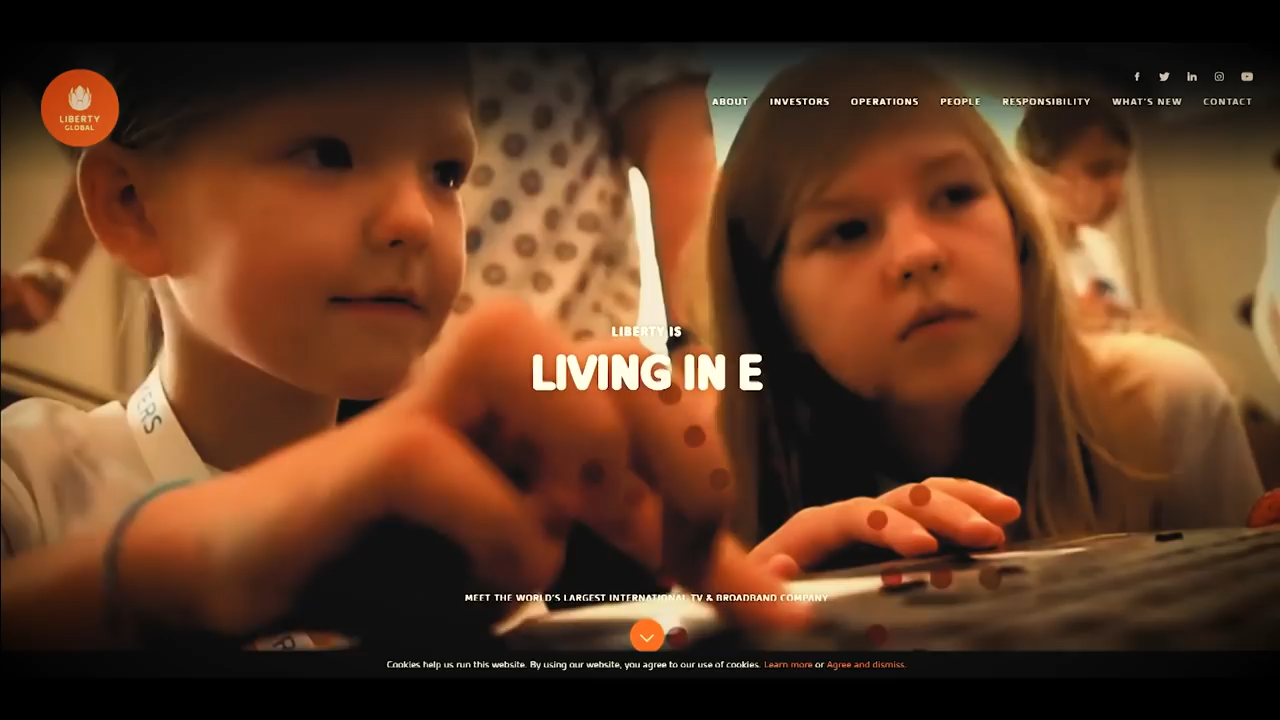 LIBERTY
GLOBAL
ABOUT INVESTORS OPERATIONS PEOPLE RESPONSIBILITY WHAT'S NEW CONTACT
LIBERTY IS
LIVING IN E
ERS
MEET THE WORLD'S LARGEST INTERNATIONAL TV & BROADBAND COMPANY
Cookies help us run this website. By using our website, you agree to our use of cookies. Learn more or Agree and dismiss.